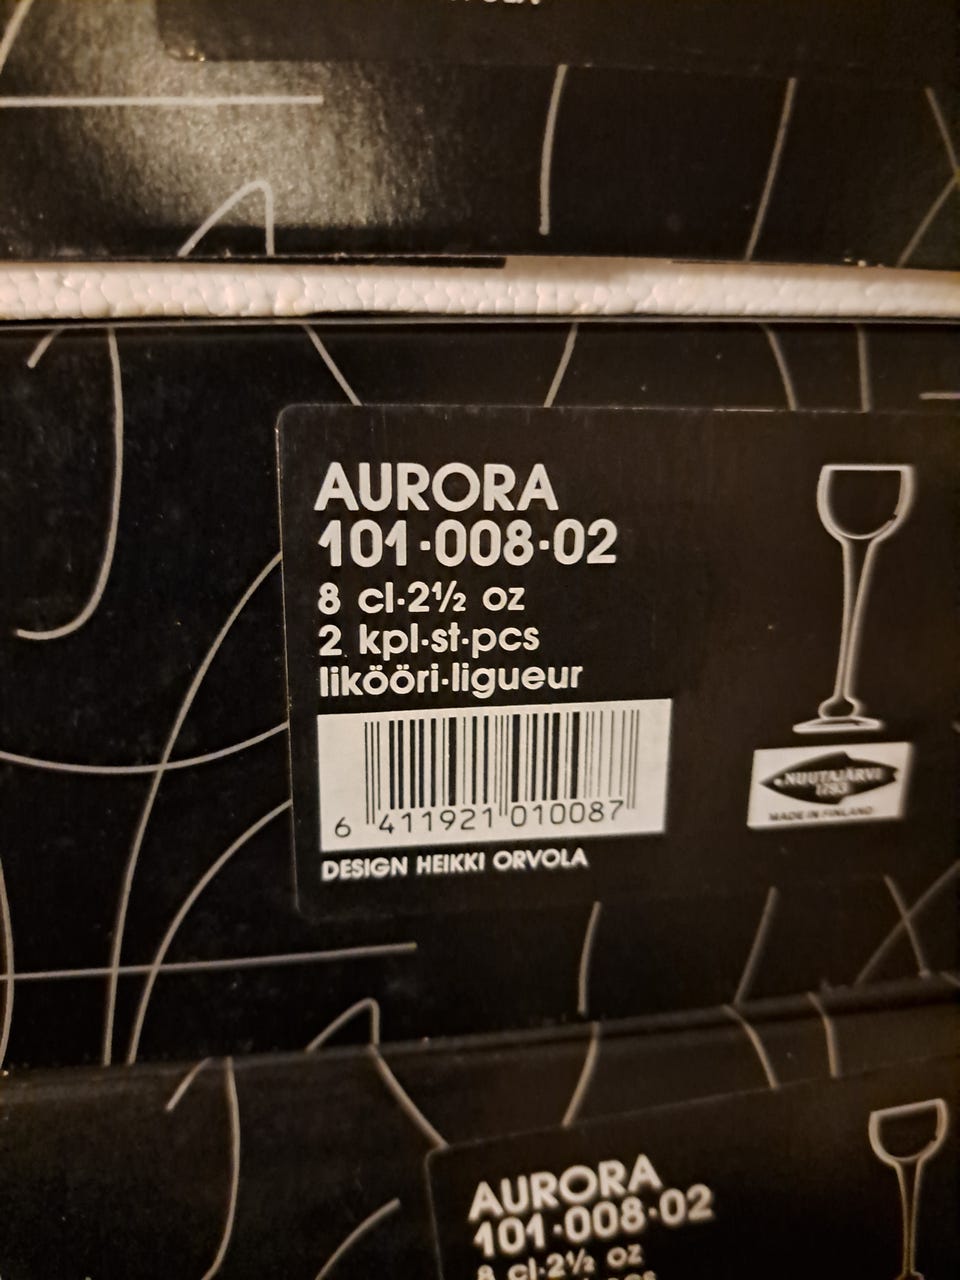 AURORA
101·008·02
8 cl·2½ oz
2 kpl·st·pcs
likööri·ligueur
6 411921 010087
DESIGN HEIKKI ORVOLA
NUUTAJÄRVI
1793
MADE IN FINLAND
AURORA
101·008·02
8 cl·2½ oz